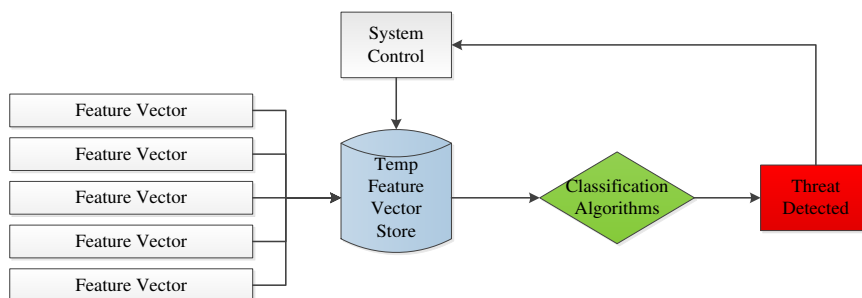 System
Control
Feature Vector
Feature Vector
Feature Vector
Feature Vector
Feature Vector
Temp
Feature
Vector
Store
Classification
Algorithms
Threat
Detected